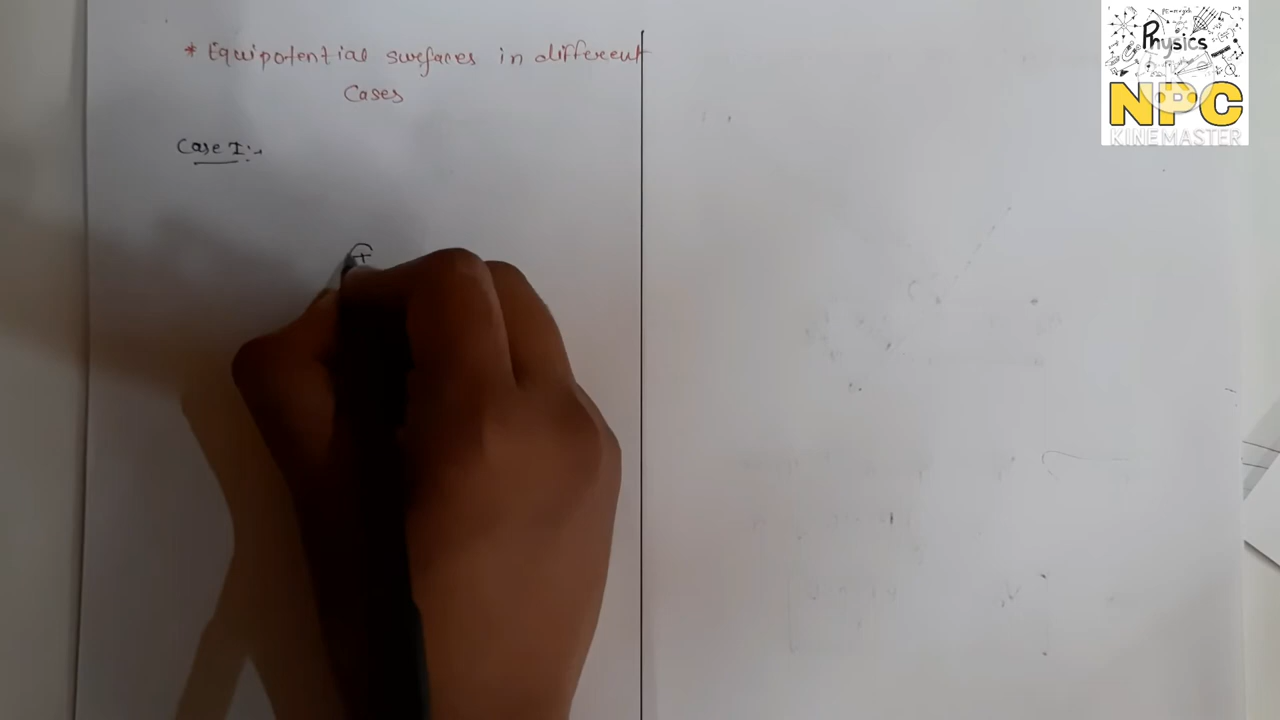 * Equipotential surfaces in different
Cases
Case I:-
+
Physics
NPC
KINEMASTER